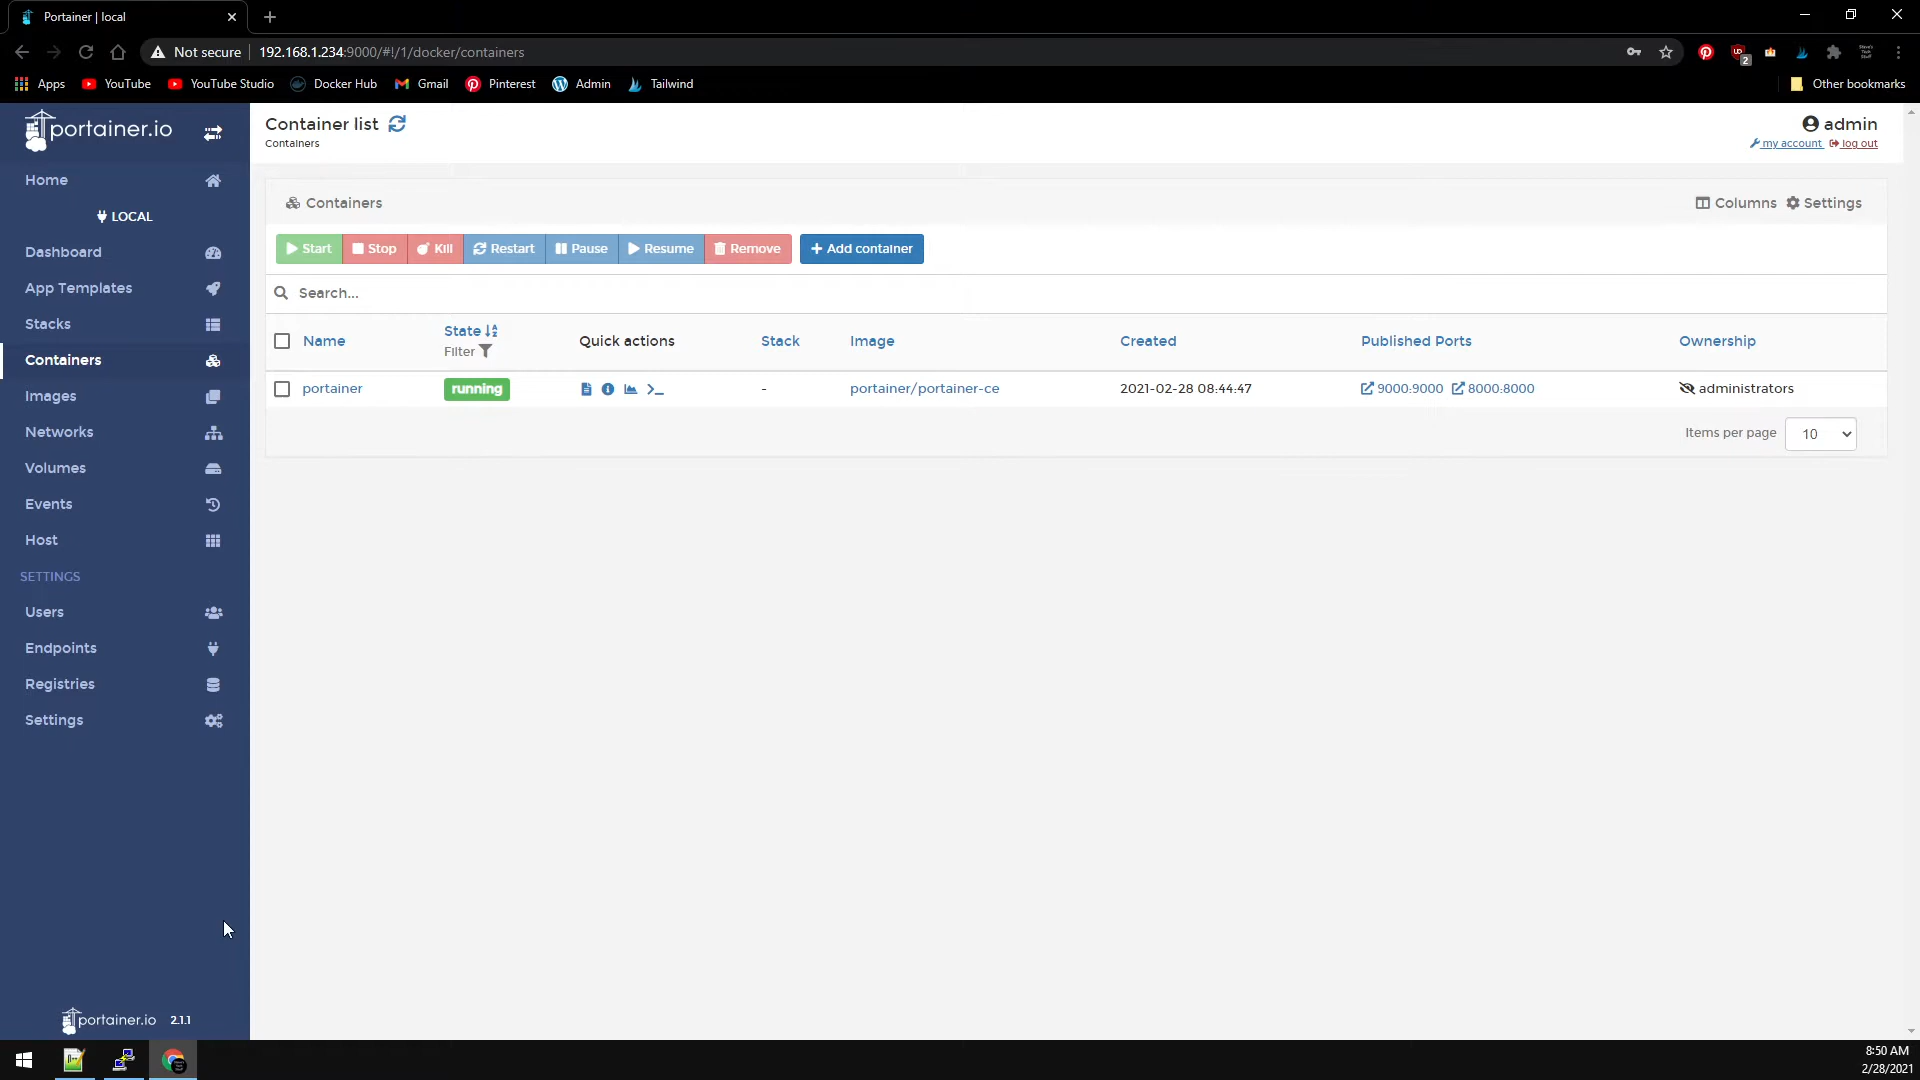 Portainer | local
Not secure 192.168.1.234:9000/#!/1/docker/containers
2
Apps YouTube YouTube Studio Docker Hub Gmail Pinterest Admin Tailwind Other bookmarks
portainer.io
Container list
Containers
admin
my account log out
Home
LOCAL
Dashboard
App Templates
Stacks
Containers
Images
Networks
Volumes
Events
Host
SETTINGS
Users
Endpoints
Registries
Settings
portainer.io 2.1.1
Containers Columns Settings
Start Stop Kill Restart Pause Resume Remove + Add container
Search...
Name State Quick actions Stack Image Created Published Ports Ownership
Filter
portainer running >_ - portainer/portainer-ce 2021-02-28 08:44:47 9000:9000 8000:8000 administrators
Items per page 10
8:50 AM
2/28/2021